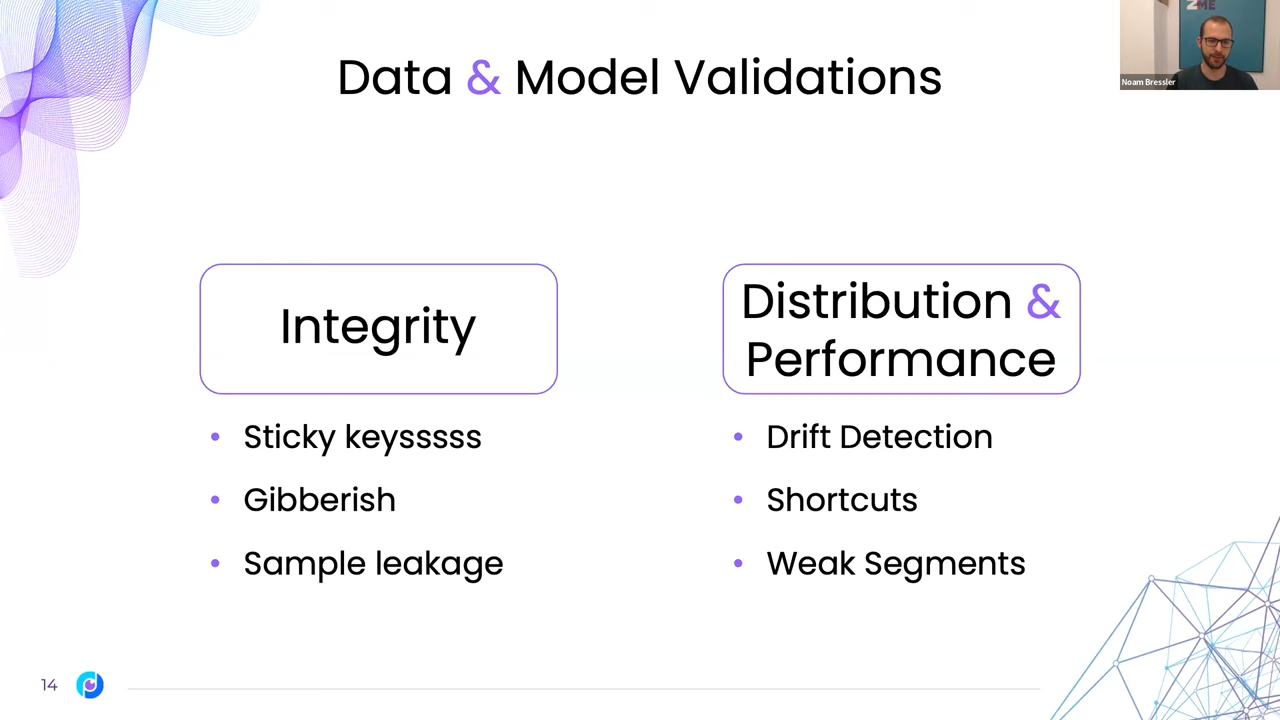 Data & Model Validations
ZME
Noam Bressler
Integrity
Sticky keysssss
Gibberish
Sample leakage
Distribution &
Performance
Drift Detection
Shortcuts
Weak Segments
14